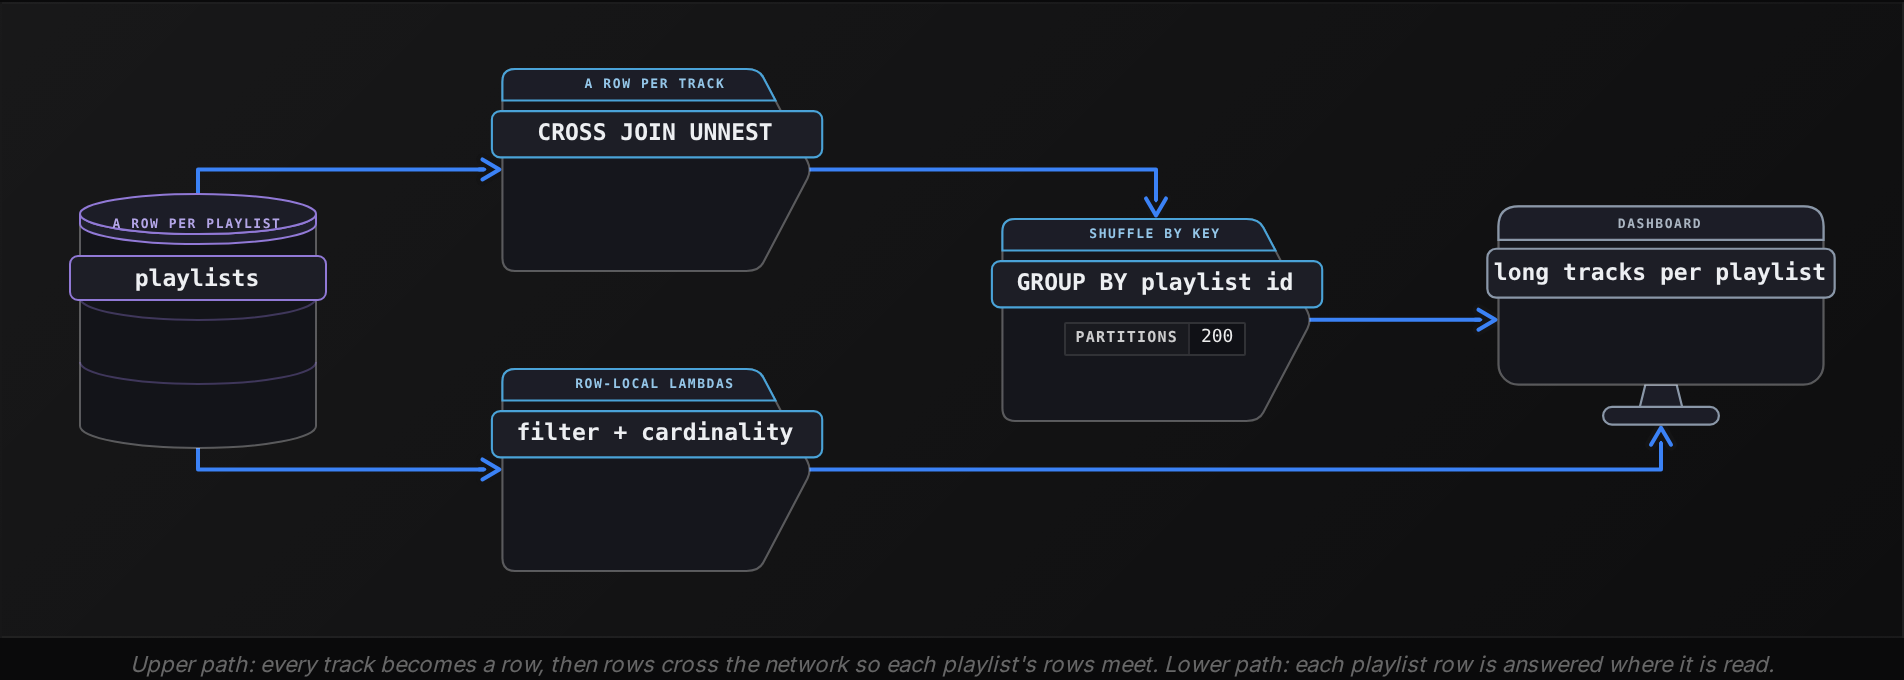 A ROW PER TRACK
CROSS JOIN UNNEST
A ROW PER PLAYLIST
playlists
SHUFFLE BY KEY
GROUP BY playlist id
PARTITIONS 200
DASHBOARD
long tracks per playlist
ROW-LOCAL LAMBDAS
filter + cardinality
Upper path: every track becomes a row, then rows cross the network so each playlist's rows meet. Lower path: each playlist row is answered where it is read.